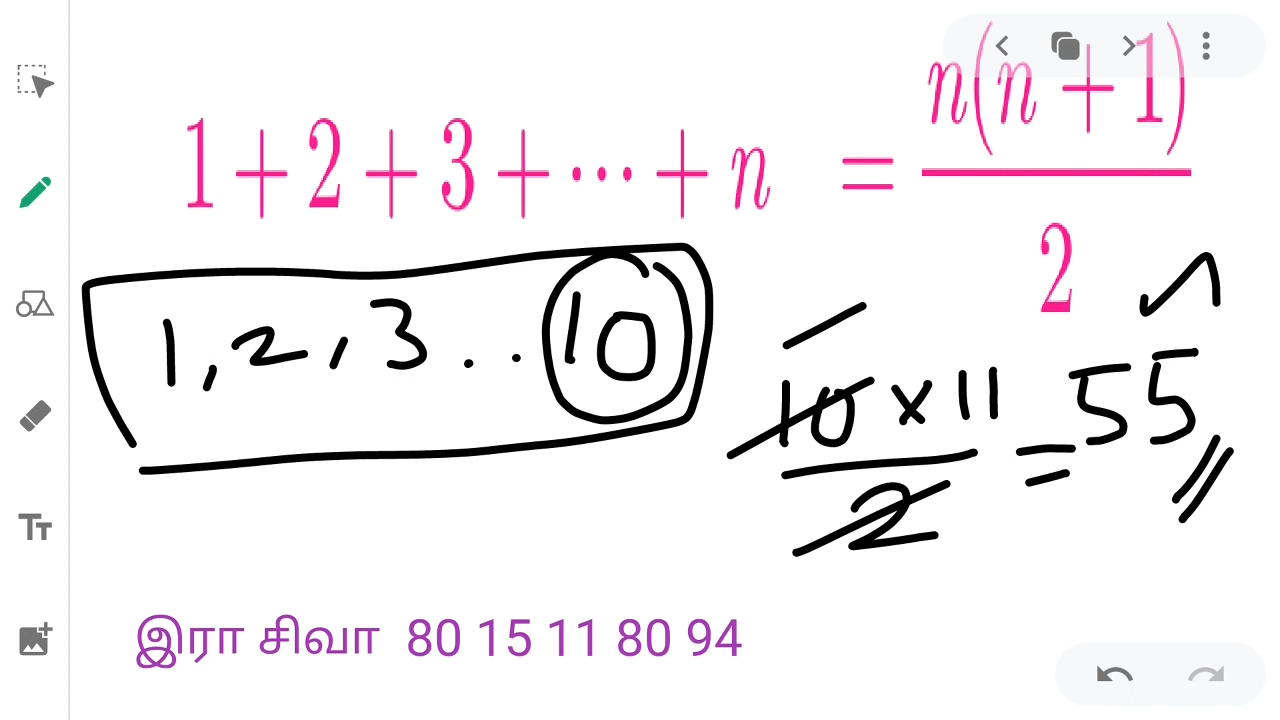 1 + 2 + 3 + ··· + n = n(n + 1)
2
1, 2, 3 . . 10
10 x 11 = 55
2
Tт
இரா சிவா 80 15 11 80 94